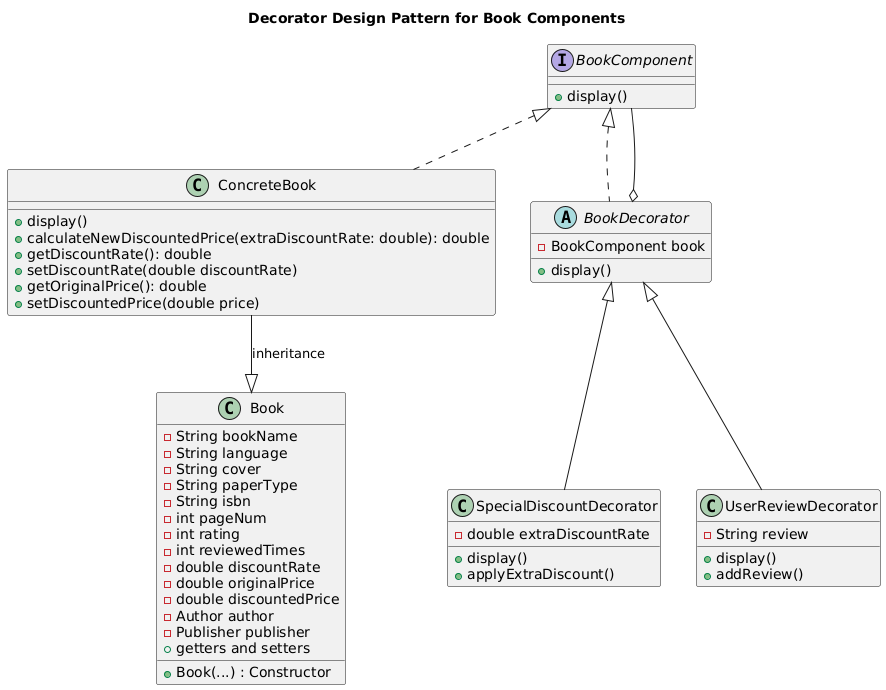 Decorator Design Pattern for Book Components
I BookComponent
display()
C ConcreteBook
display()
calculateNewDiscountedPrice(extraDiscountRate: double): double
getDiscountRate(): double
setDiscountRate(double discountRate)
getOriginalPrice(): double
setDiscountedPrice(double price)
A BookDecorator
BookComponent book
display()
inheritance
C Book
String bookName
String language
String cover
String paperType
String isbn
int pageNum
int rating
int reviewedTimes
double discountRate
double originalPrice
double discountedPrice
Author author
Publisher publisher
getters and setters
Book(...) : Constructor
C SpecialDiscountDecorator
double extraDiscountRate
display()
applyExtraDiscount()
C UserReviewDecorator
String review
display()
addReview()